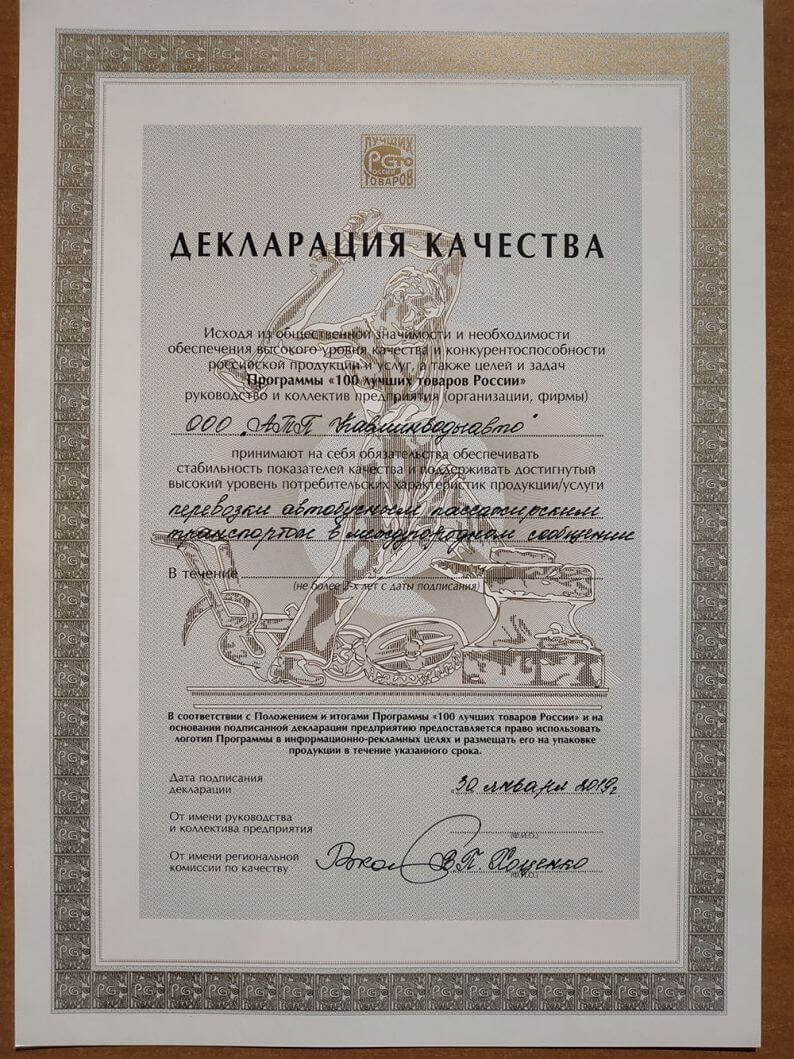 ЛУЧШИХ
РОССИИ
ТОВАРОВ
ДЕКЛАРАЦИЯ КАЧЕСТВА
Исходя из общественной значимости и необходимости
обеспечения высокого уровня качества и конкурентоспособности
российской продукции и услуг, а также целей и задач
Программы «100 лучших товаров России»
руководство и коллектив предприятия (организации, фирмы)
ООО "АТП Кавминводыавто"
принимают на себя обязательства обеспечивать
стабильность показателей качества и поддерживать достигнутый
высокий уровень потребительских характеристик продукции/услуги
перевозки автобусным пассажирским
транспортом в междугородном сообщении
В течение
(не более 2-х лет с даты подписания)
В соответствии с Положением и итогами Программы «100 лучших товаров России» и на
основании подписанной декларации предприятию предоставляется право использовать
логотип Программы в информационно-рекламных целях и размещать его на упаковке
продукции в течение указанного срока.
Дата подписания
декларации
30 января 2019г.
От имени руководства
и коллектива предприятия
(Ф.И.О.)
От имени региональной
комиссии по качеству
В.П. Хоценко
(Ф.И.О.)